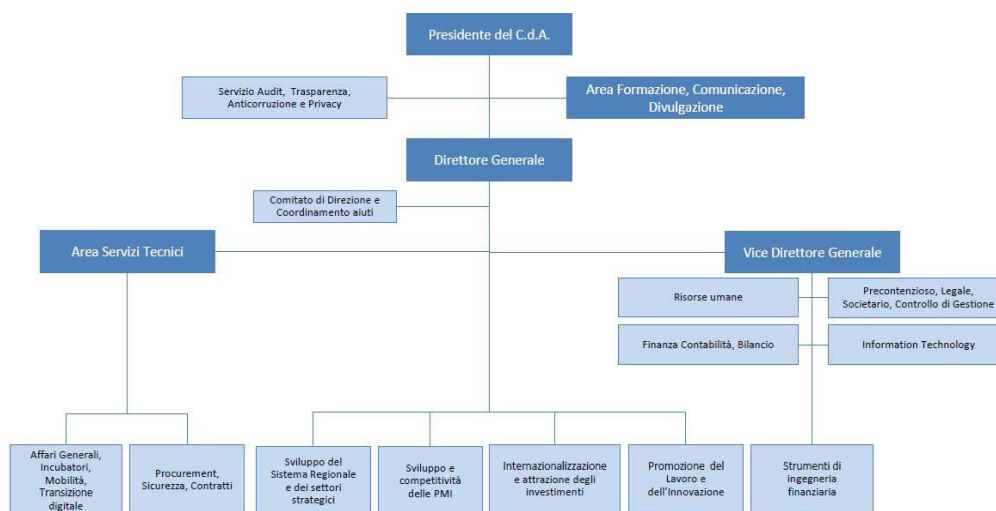 Presidente del C.d.A.
Servizio Audit, Trasparenza,
Anticorruzione e Privacy
Area Formazione, Comunicazione,
Divulgazione
Direttore Generale
Comitato di Direzione e
Coordinamento aiuti
Area Servizi Tecnici
Vice Direttore Generale
Risorse umane
Precontenzioso, Legale,
Societario, Controllo di Gestione
Finanza Contabilità, Bilancio
Information Technology
Affari Generali,
Incubatori,
Mobilità,
Transizione
digitale
Procurement,
Sicurezza, Contratti
Sviluppo del
Sistema Regionale
e dei settori
strategici
Sviluppo e
competitività
delle PMI
Internazionalizzazione
e attrazione degli
investimenti
Promozione del
Lavoro e
dell'Innovazione
Strumenti di
ingegneria
finanziaria